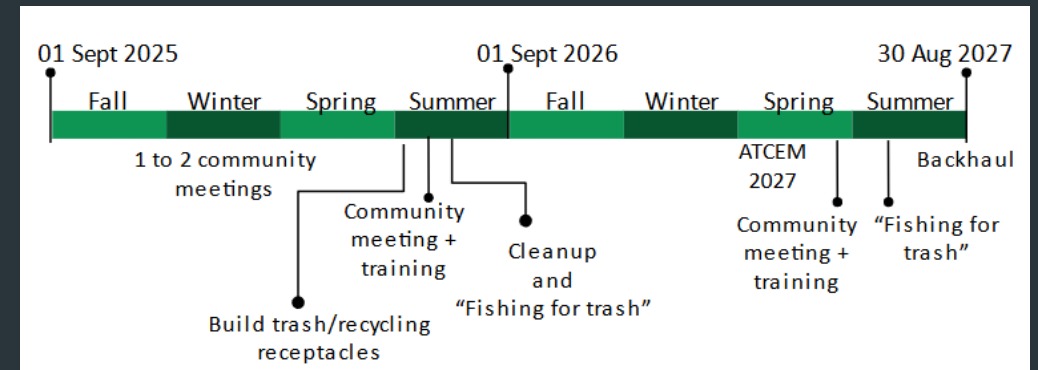 01 Sept 2025
01 Sept 2026
30 Aug 2027
Fall
Winter
Spring
Summer
Fall
Winter
Spring
Summer
1 to 2 community
meetings
Build trash/recycling
receptacles
Community
meeting +
training
Cleanup
and
“Fishing for trash”
ATCEM
2027
Community
meeting +
training
“Fishing for
trash”
Backhaul